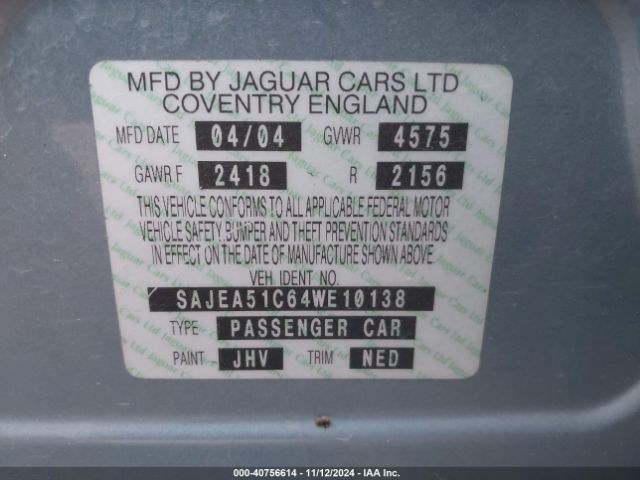 MFD BY JAGUAR CARS LTD
COVENTRY ENGLAND
MFD DATE 04/04 GVWR 4575
GAWR F 2418 R 2156
THIS VEHICLE CONFORMS TO ALL APPLICABLE FEDERAL MOTOR
VEHICLE SAFETY BUMPER AND THEFT PREVENTION STANDARDS
IN EFFECT ON THE DATE OF MANUFACTURE SHOWN ABOVE
VEH IDENT NO.
SAJEA51C64WE10138
TYPE PASSENGER CAR
PAINT JHV TRIM NED
000-40756614 - 11/12/2024 - IAA Inc.